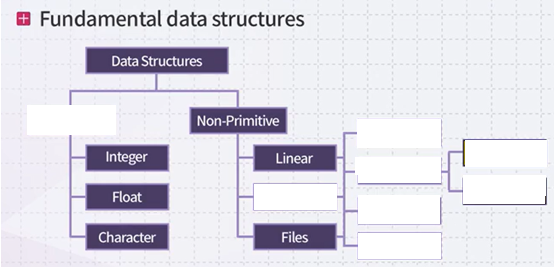 Fundamental data structures
Data Structures
Non-Primitive
Integer
Linear
Float
Character
Files